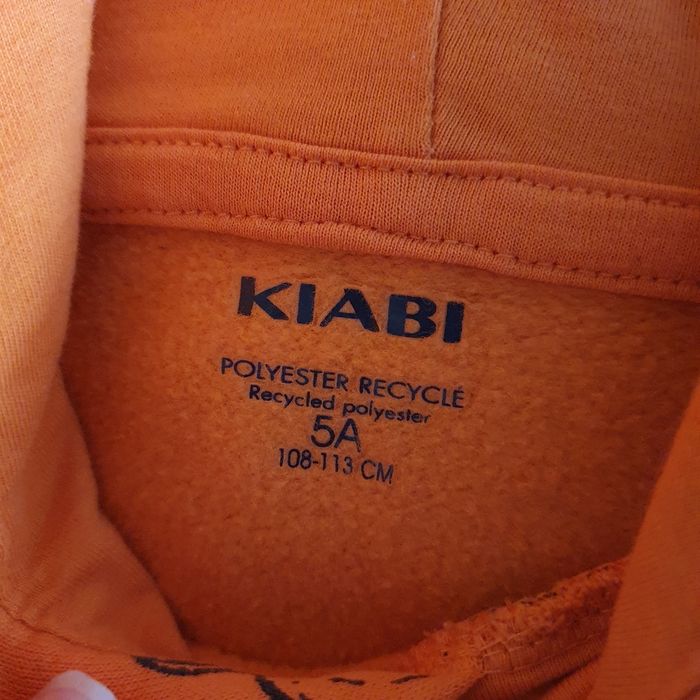 KIABI
POLYESTER RECYCLÉ
Recycled polyester
5A
108-113 CM